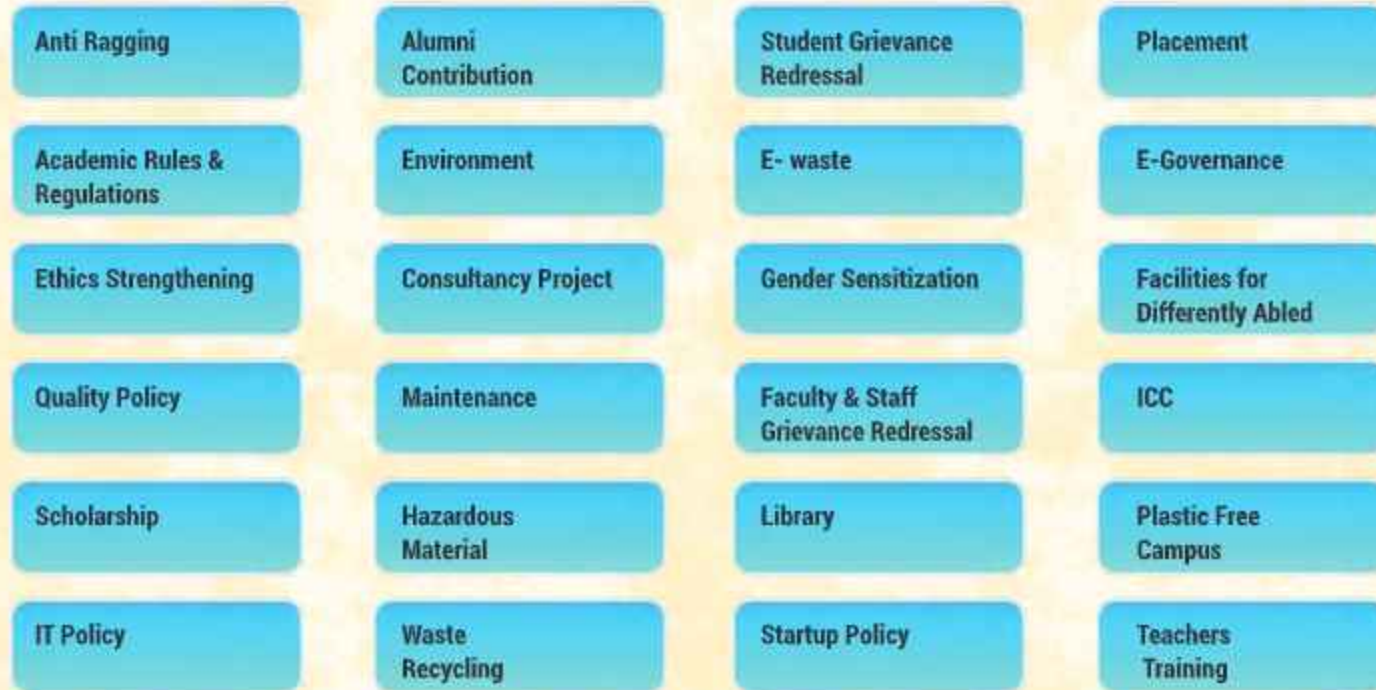 Anti Ragging
Alumni
Contribution
Student Grievance
Redressal
Placement
Academic Rules &
Regulations
Environment
E- waste
E-Governance
Ethics Strengthening
Consultancy Project
Gender Sensitization
Facilities for
Differently Abled
Quality Policy
Maintenance
Faculty & Staff
Grievance Redressal
ICC
Scholarship
Hazardous
Material
Library
Plastic Free
Campus
IT Policy
Waste
Recycling
Startup Policy
Teachers
Training